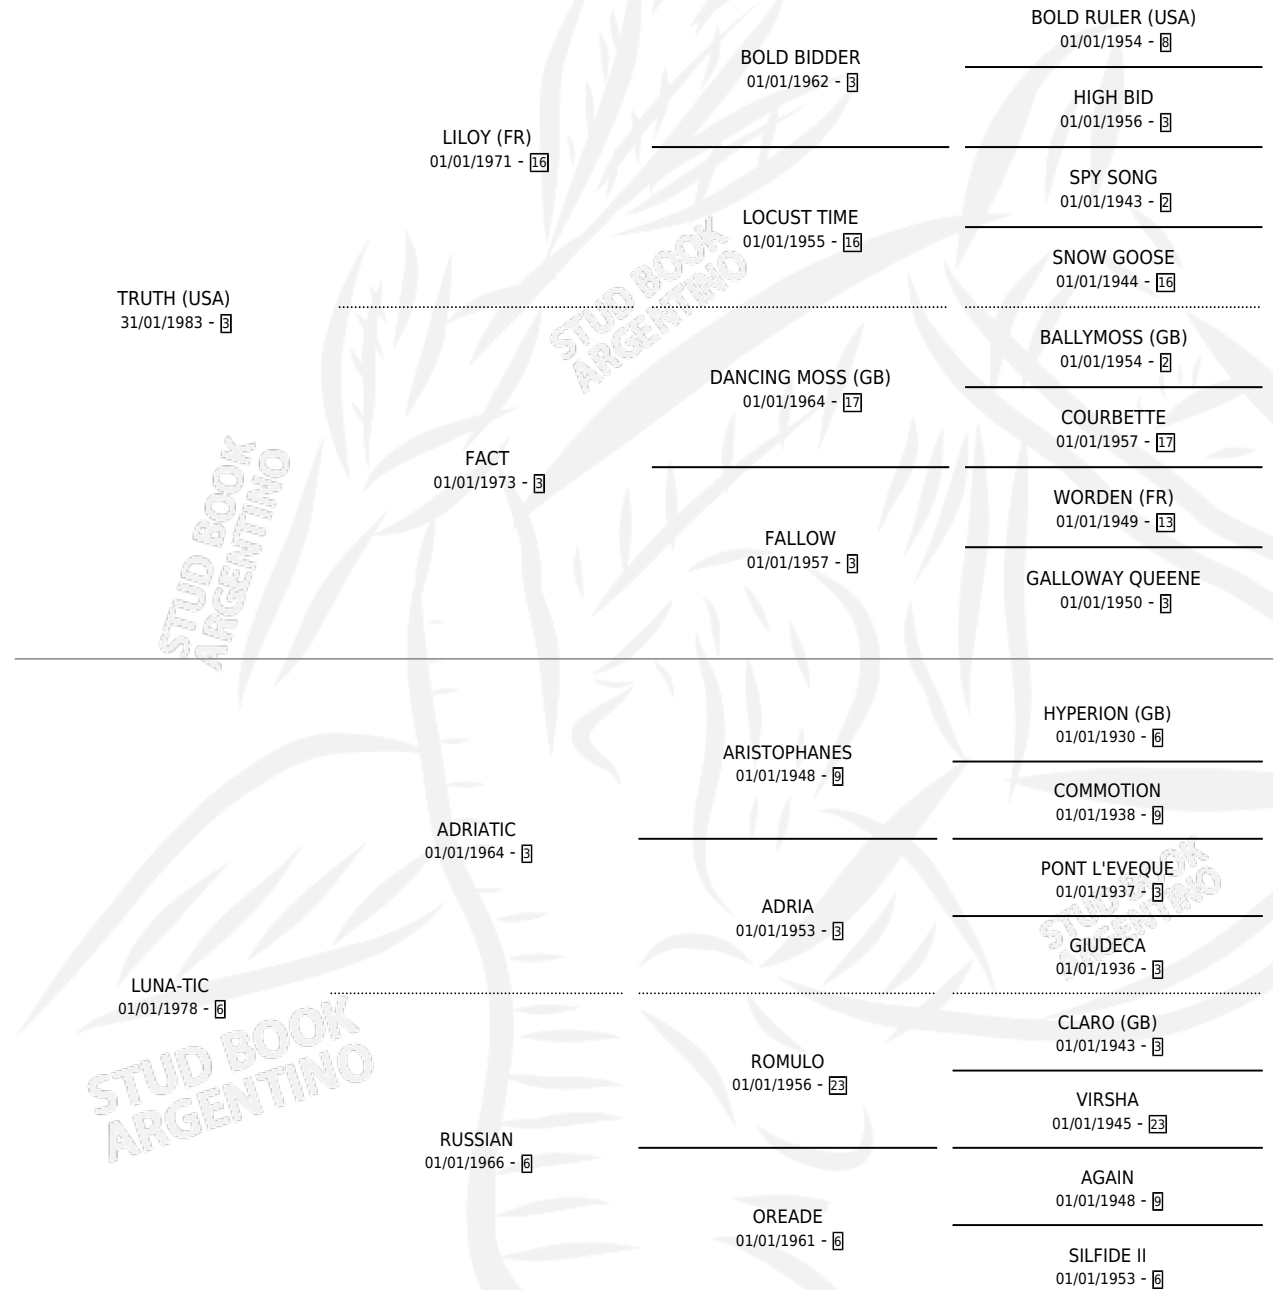 BOLD RULER (USA)
01/01/1954 - 8
BOLD BIDDER
01/01/1962 - 3
HIGH BID
01/01/1956 - 3
LILOY (FR)
01/01/1971 - 16
SPY SONG
01/01/1943 - 2
LOCUST TIME
01/01/1955 - 16
SNOW GOOSE
01/01/1944 - 16
TRUTH (USA)
31/01/1983 - 3
BALLYMOSS (GB)
01/01/1954 - 2
DANCING MOSS (GB)
01/01/1964 - 17
COURBETTE
01/01/1957 - 17
FACT
01/01/1973 - 3
WORDEN (FR)
01/01/1949 - 13
FALLOW
01/01/1957 - 3
GALLOWAY QUEENE
01/01/1950 - 3
HYPERION (GB)
01/01/1930 - 6
ARISTOPHANES
01/01/1948 - 9
COMMOTION
01/01/1938 - 9
ADRIATIC
01/01/1964 - 3
PONT L'EVEQUE
01/01/1937 - 3
ADRIA
01/01/1953 - 3
GIUDECA
01/01/1936 - 3
LUNA-TIC
01/01/1978 - 6
CLARO (GB)
01/01/1943 - 3
ROMULO
01/01/1956 - 23
VIRSHA
01/01/1945 - 23
RUSSIAN
01/01/1966 - 6
AGAIN
01/01/1948 - 9
OREADE
01/01/1961 - 6
SILFIDE II
01/01/1953 - 6
STUD BOOK
ARGENTINO
STUD BOOK
ARGENTINO
STUD BOOK
ARGENTINO
STUD BOOK
ARGENTINO